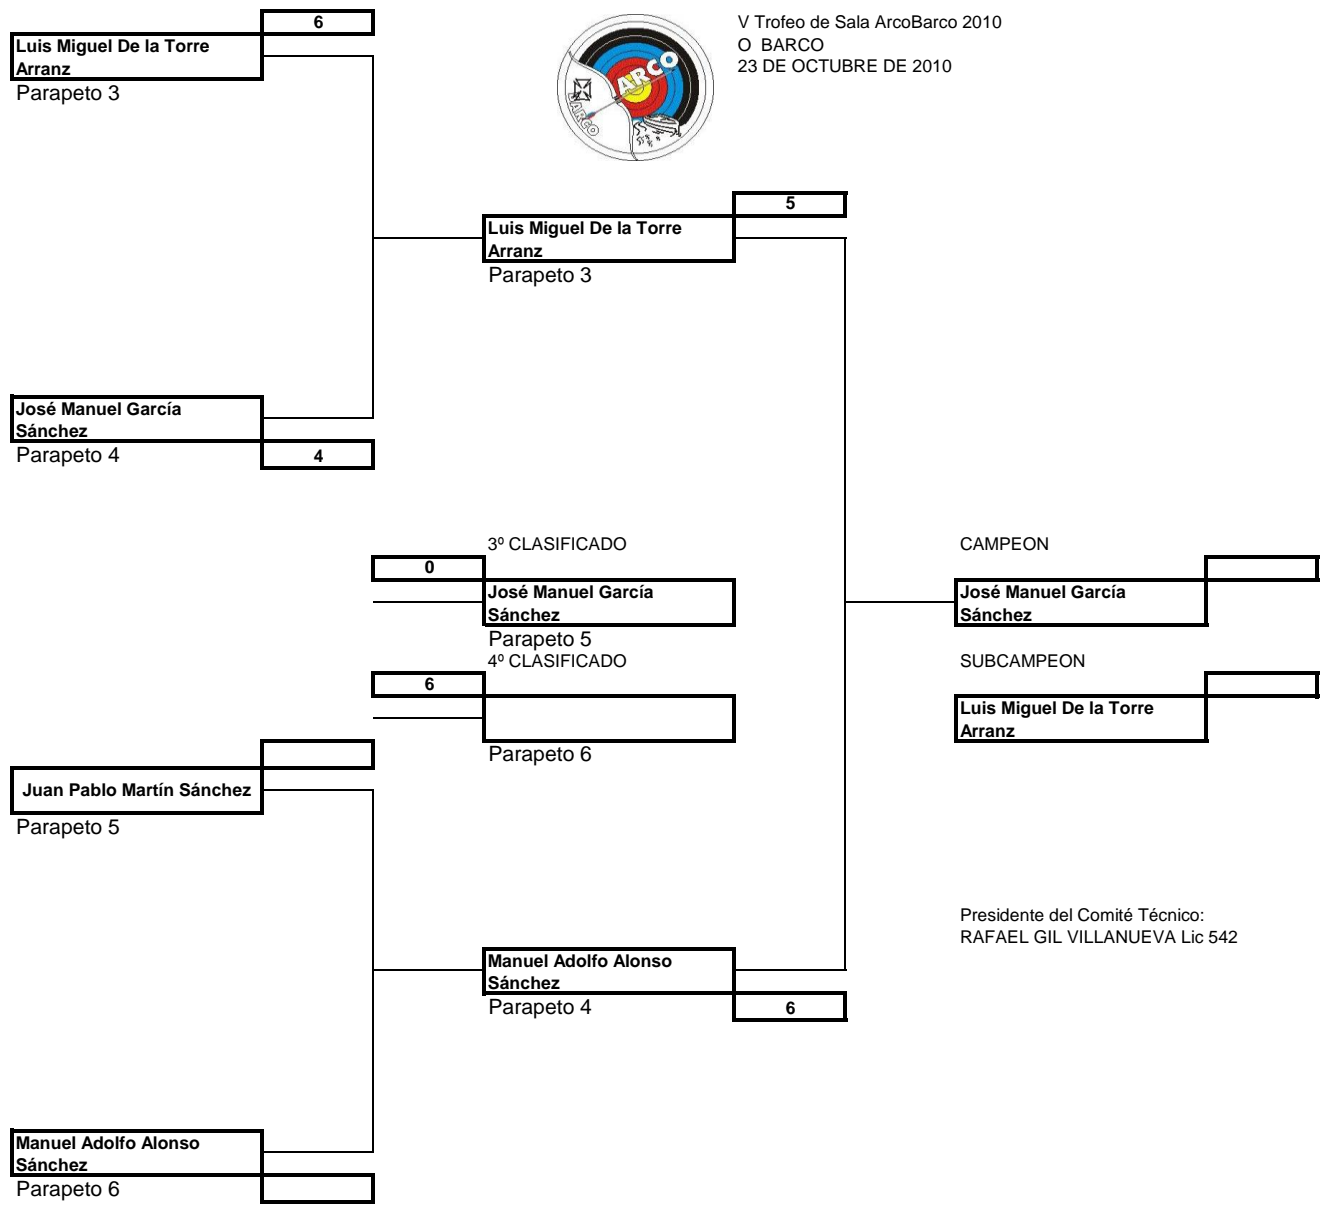 6
Luis Miguel De la Torre
Arranz
Parapeto 3
ARCO
BARCO
V Trofeo de Sala ArcoBarco 2010
O BARCO
23 DE OCTUBRE DE 2010
5
Luis Miguel De la Torre
Arranz
Parapeto 3
José Manuel García
Sánchez
Parapeto 4
4
3º CLASIFICADO
0
José Manuel García
Sánchez
Parapeto 5
4º CLASIFICADO
6
Parapeto 6
CAMPEON
José Manuel García
Sánchez
SUBCAMPEON
Luis Miguel De la Torre
Arranz
Juan Pablo Martín Sánchez
Parapeto 5
Presidente del Comité Técnico:
RAFAEL GIL VILLANUEVA Lic 542
Manuel Adolfo Alonso
Sánchez
Parapeto 4
6
Manuel Adolfo Alonso
Sánchez
Parapeto 6